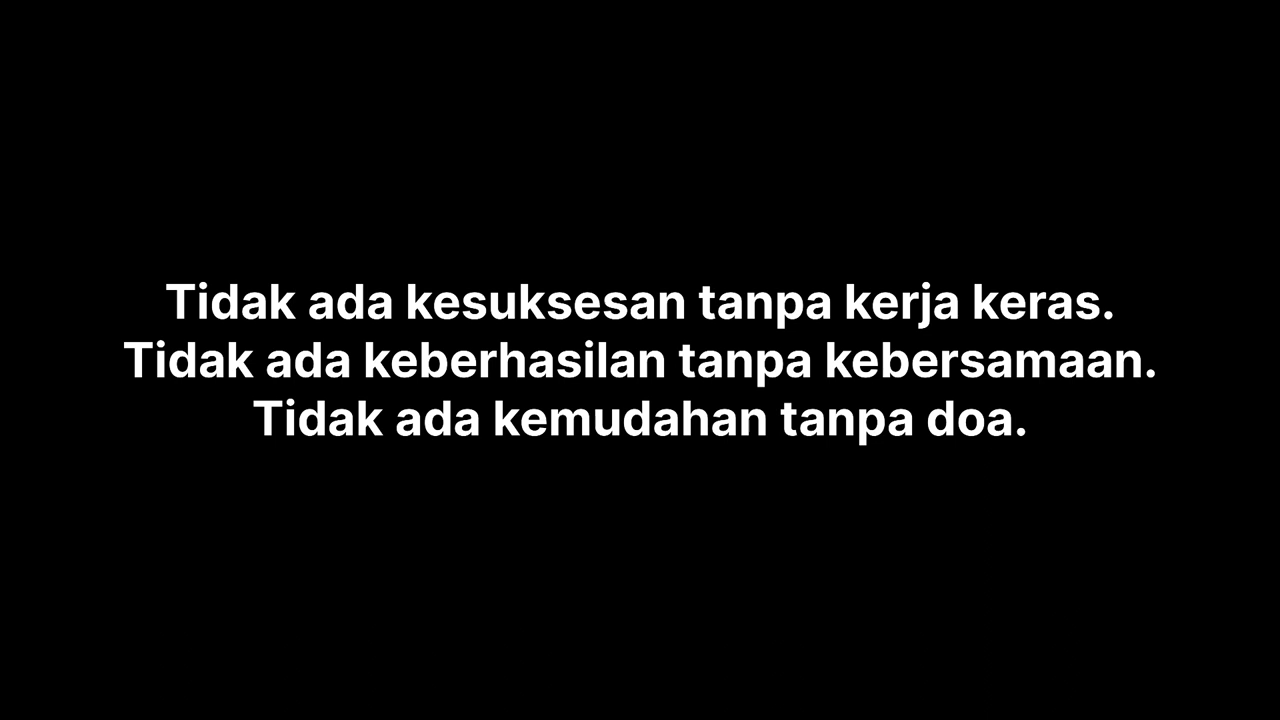 Tidak ada kesuksesan tanpa kerja keras.
Tidak ada keberhasilan tanpa kebersamaan.
Tidak ada kemudahan tanpa doa.